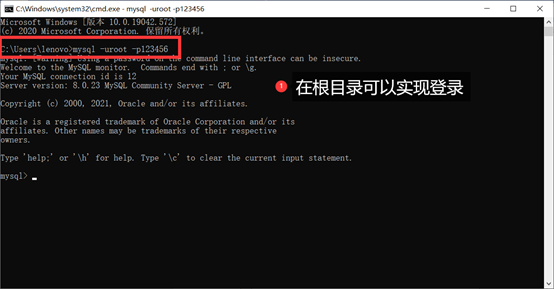 C:\Windows\system32\cmd.exe - mysql -uroot -p123456
Microsoft Windows [版本 10.0.19042.572]
(c) 2020 Microsoft Corporation. 保留所有权利。
C:\Users\lenovo>mysql -uroot -p123456
mysql: [Warning] Using a password on the command line interface can be insecure.
Welcome to the MySQL monitor.  Commands end with ; or \g.
Your MySQL connection id is 12
Server version: 8.0.23 MySQL Community Server - GPL
1 在根目录可以实现登录
Copyright (c) 2000, 2021, Oracle and/or its affiliates.
Oracle is a registered trademark of Oracle Corporation and/or its
affiliates. Other names may be trademarks of their respective
owners.
Type 'help;' or '\h' for help. Type '\c' to clear the current input statement.
mysql>